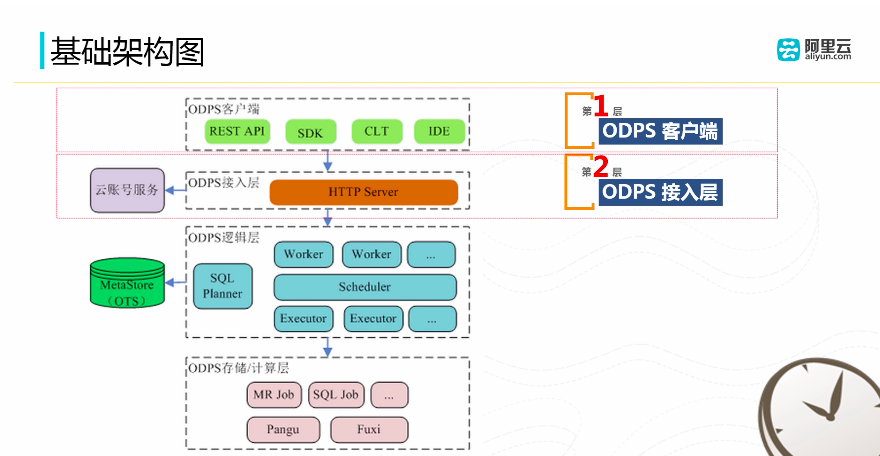 基础架构图
阿里云
aliyun.com
ODPS客户端
REST API
SDK
CLT
IDE
第1层
ODPS 客户端
云账号服务
ODPS接入层
HTTP Server
第2层
ODPS 接入层
ODPS逻辑层
Worker
Worker
...
MetaStore
（OTS）
SQL
Planner
Scheduler
Executor
Executor
...
ODPS存储/计算层
MR Job
SQL Job
...
Pangu
Fuxi